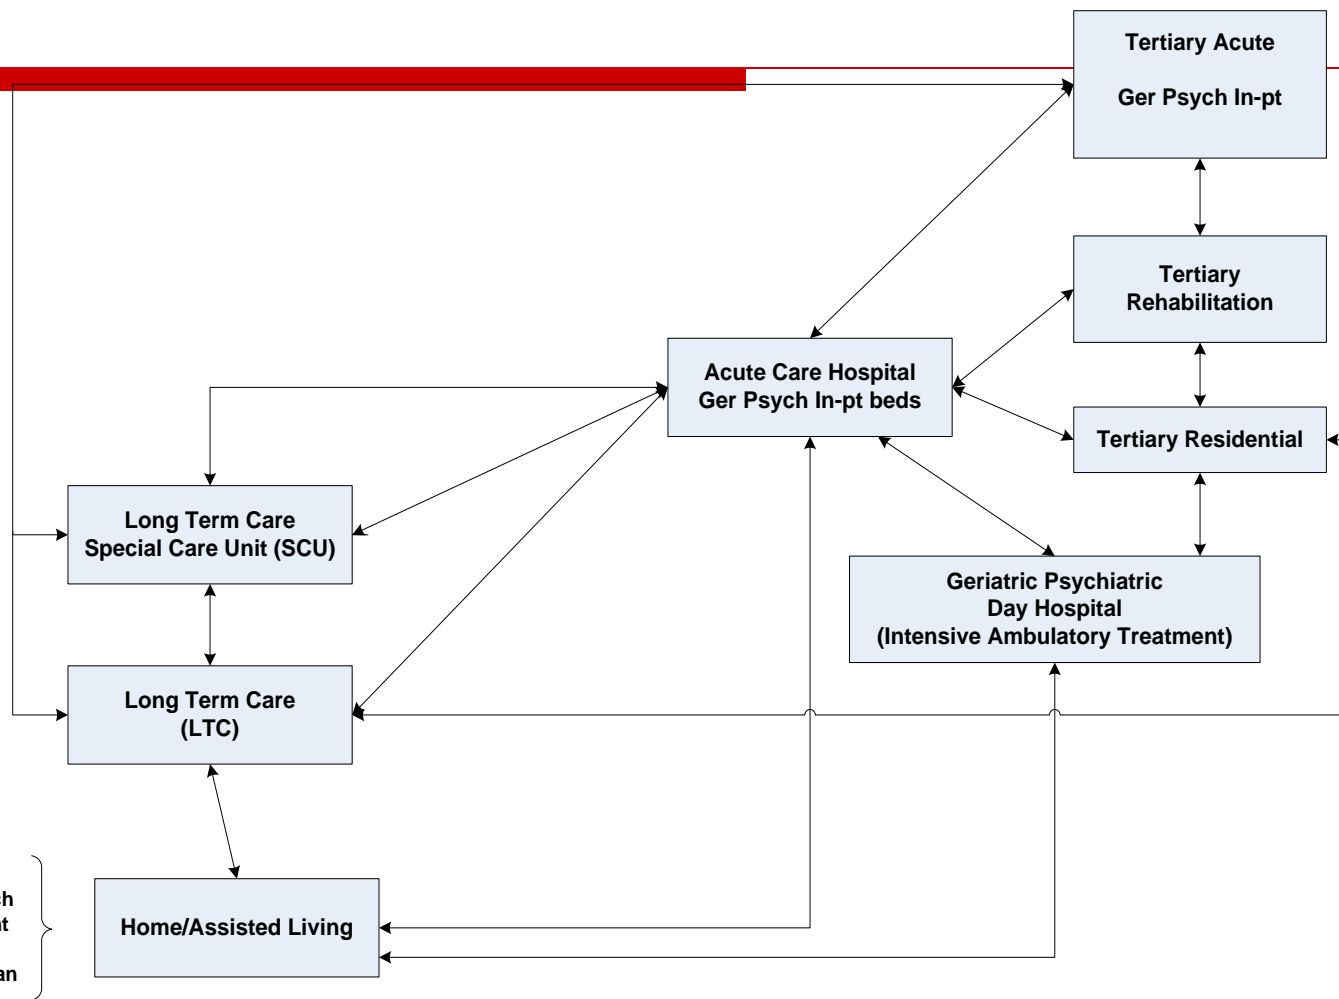 Tertiary Acute
Ger Psych In-pt
Tertiary
Rehabilitation
Acute Care Hospital
Ger Psych In-pt beds
Tertiary Residential
Long Term Care
Special Care Unit (SCU)
Geriatric Psychiatric
Day Hospital
(Intensive Ambulatory Treatment)
Long Term Care
(LTC)
Home/Assisted Living